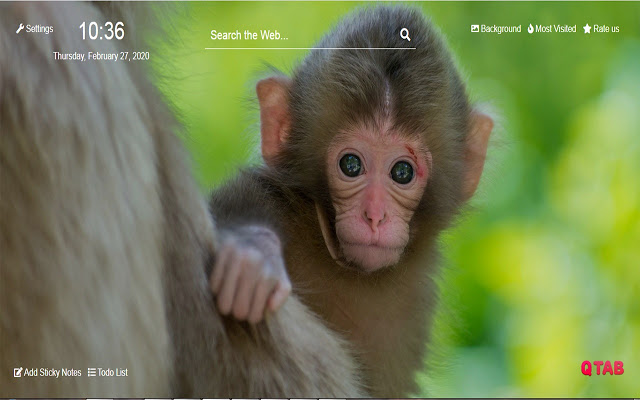 Settings
10:36
Thursday, February 27, 2020
Search the Web...
Background
Most Visited
Rate us
Add Sticky Notes
Todo List
QTAB